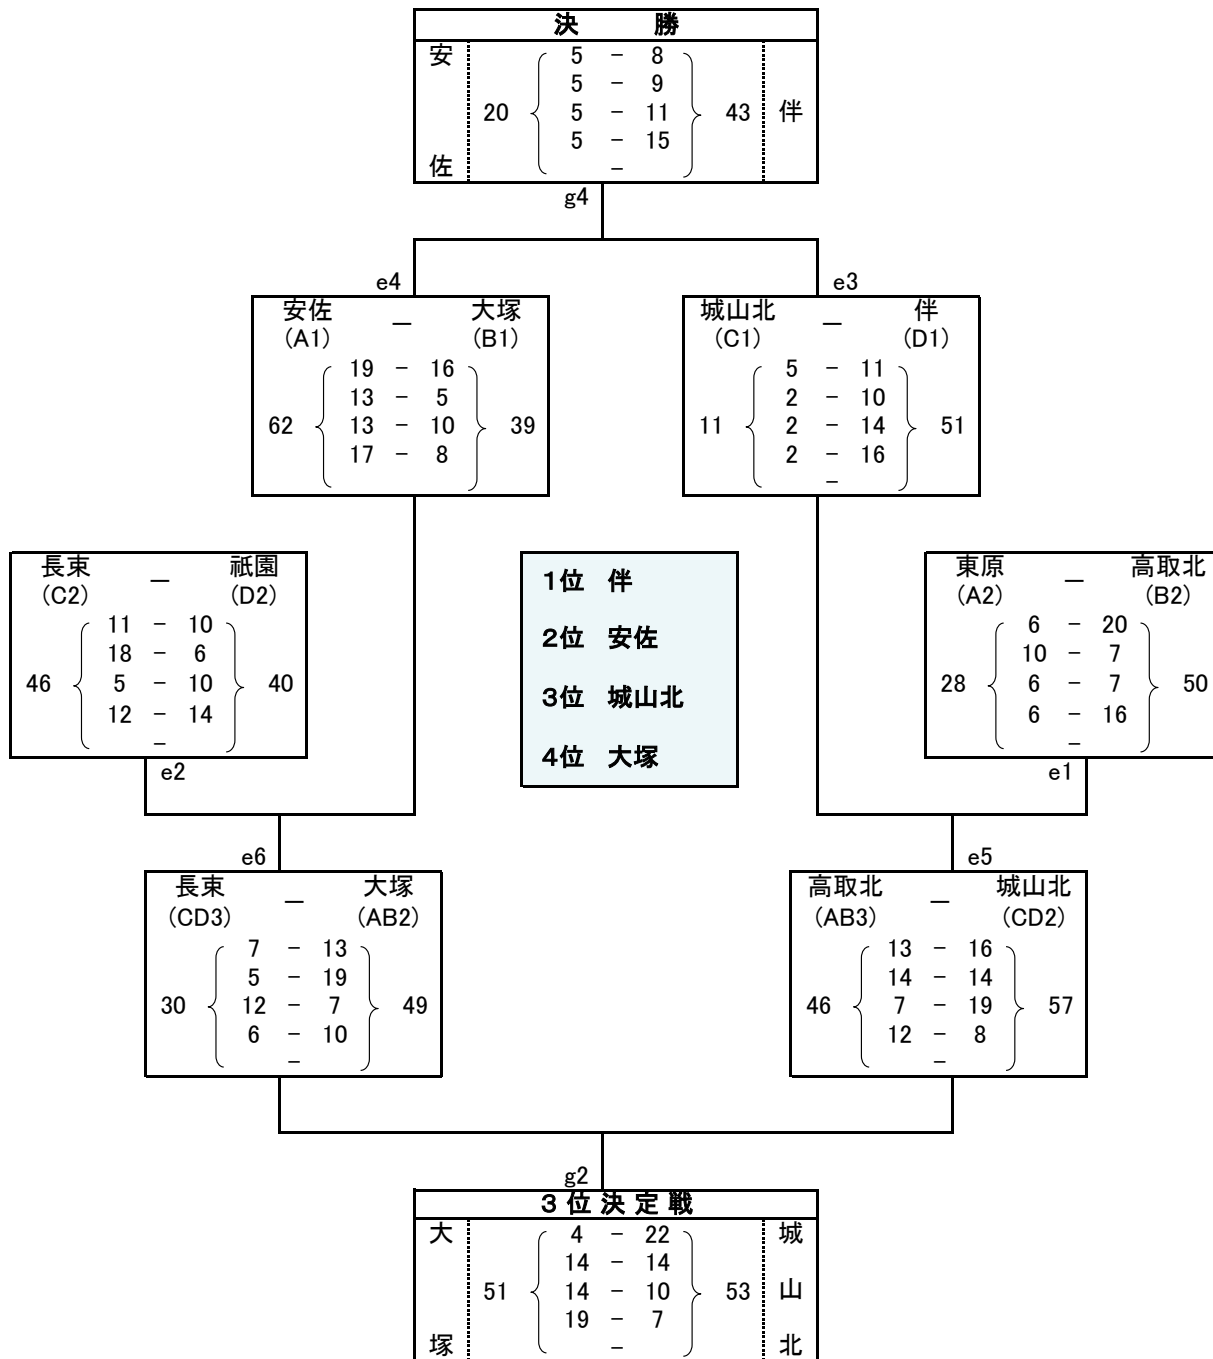 決　勝
安佐 20 5 － 8 43 伴
5 － 9
5 － 11
5 － 15
－
g4
e4 e3
安佐 － 大塚
(A1) (B1)
19 － 16
13 － 5
62 13 － 10 39
17 － 8
城山北 － 伴
(C1) (D1)
5 － 11
2 － 10
11 2 － 14 51
2 － 16
－
長束 － 祇園
(C2) (D2)
11 － 10
18 － 6
46 5 － 10 40
12 － 14
－
e2
1位 伴
2位 安佐
3位 城山北
4位 大塚
東原 － 高取北
(A2) (B2)
6 － 20
10 － 7
28 6 － 7 50
6 － 16
－
e1
e6
長束 － 大塚
(CD3) (AB2)
7 － 13
5 － 19
30 12 － 7 49
6 － 10
－
e5
高取北 － 城山北
(AB3) (CD2)
13 － 16
14 － 14
46 7 － 19 57
12 － 8
－
g2
3位決定戦
大塚 51 4 － 22 53 城山北
14 － 14
14 － 10
19 － 7
－